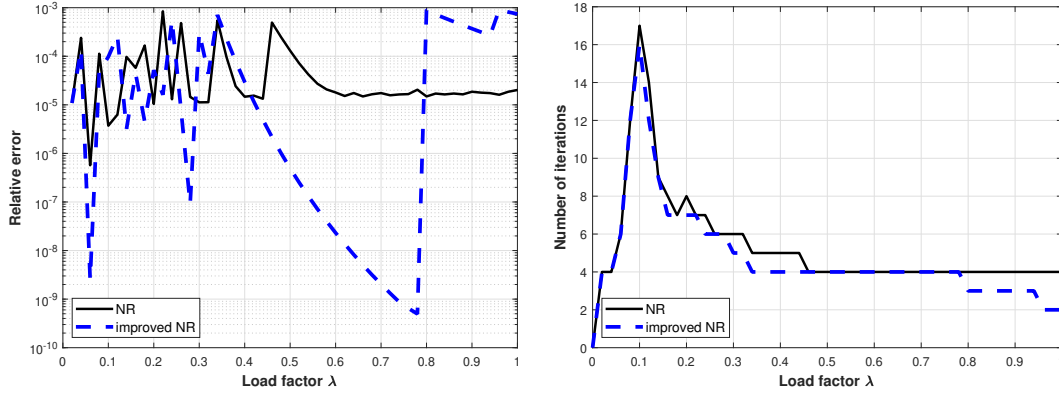 10^-3
10^-4
10^-5
10^-6
10^-7
10^-8
10^-9
10^-10
Relative error
NR
improved NR
0 0.1 0.2 0.3 0.4 0.5 0.6 0.7 0.8 0.9 1
Load factor λ
18
16
14
12
10
8
6
4
2
0
Number of iterations
NR
improved NR
0 0.1 0.2 0.3 0.4 0.5 0.6 0.7 0.8 0.9
Load factor λ